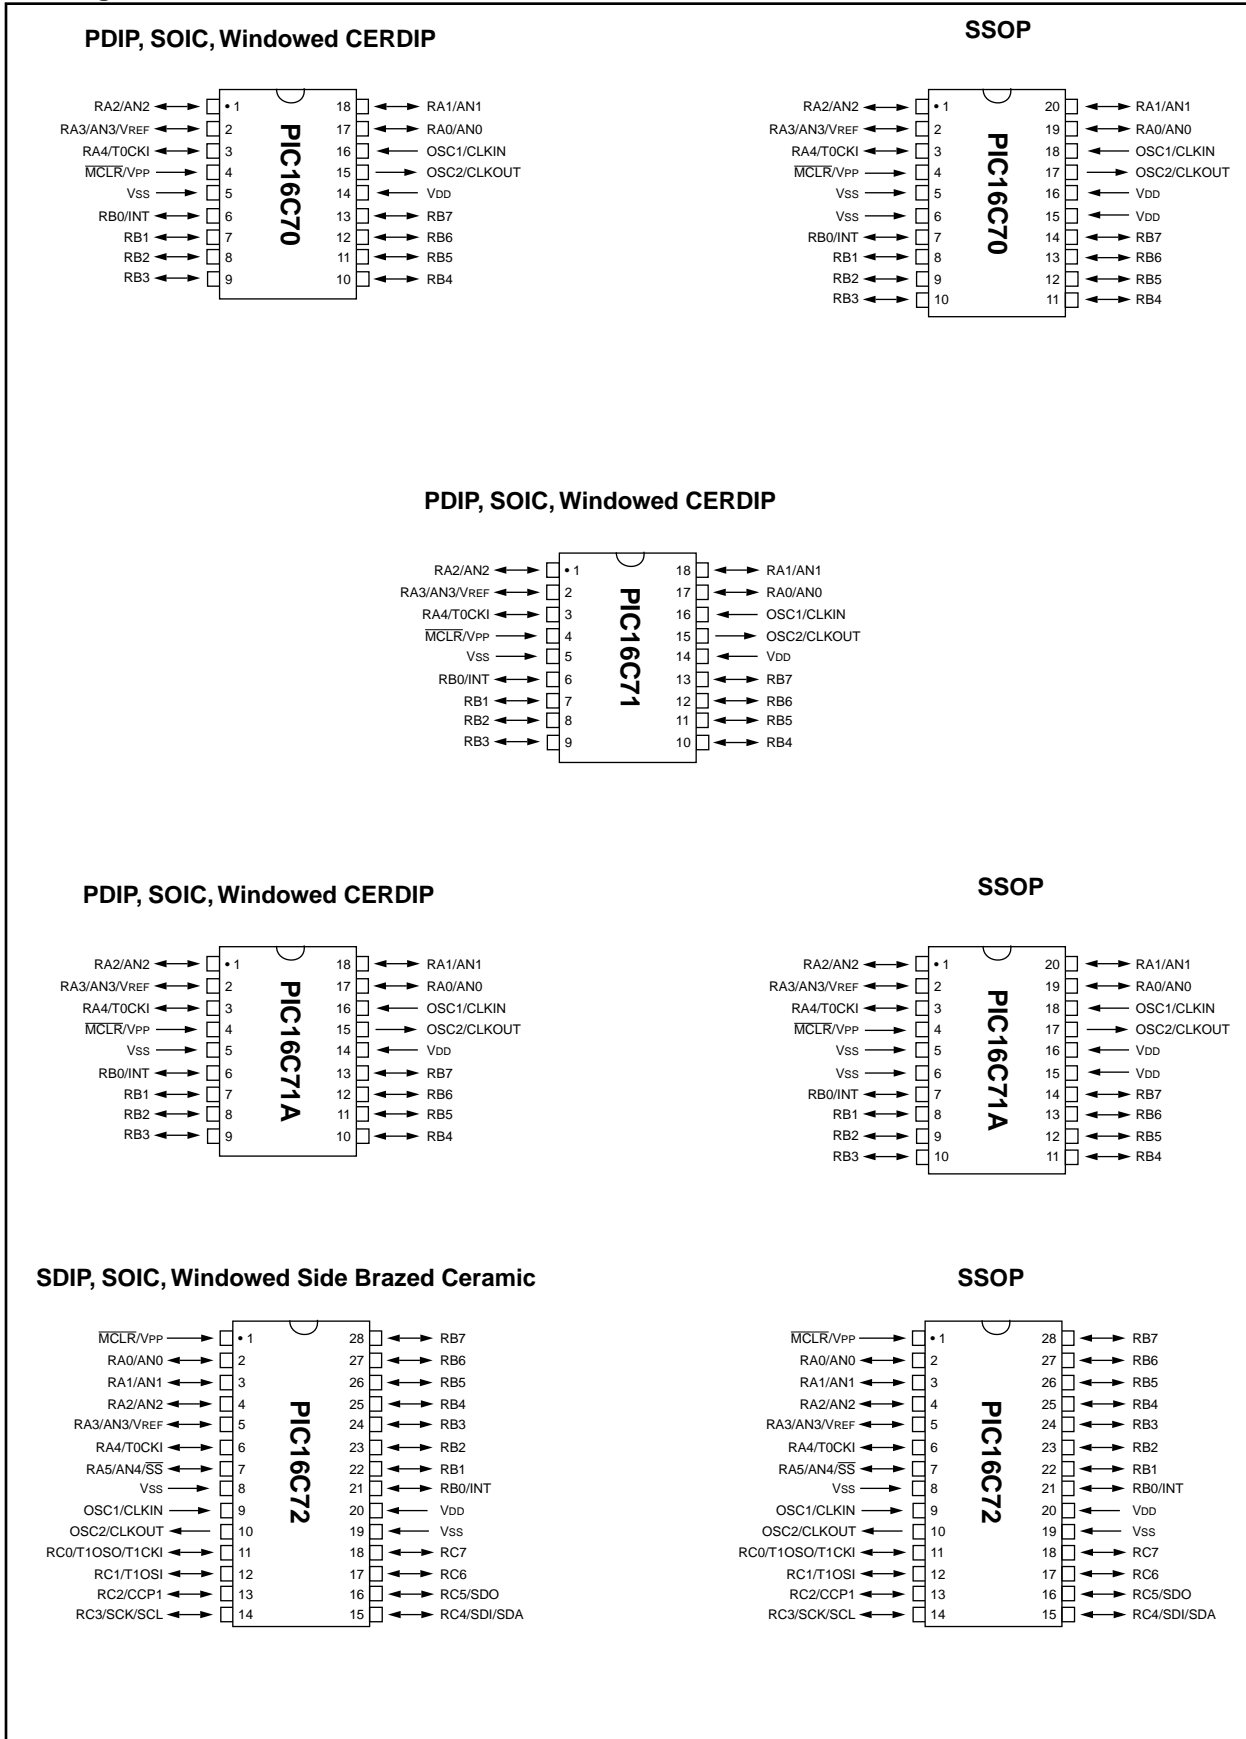 PDIP, SOIC, Windowed CERDIP
RA2/AN2 • 1 18 RA1/AN1
RA3/AN3/VREF 2 17 RA0/AN0
RA4/T0CKI 3 16 OSC1/CLKIN
MCLR/VPP 4 15 OSC2/CLKOUT
VSS 5 14 VDD
RB0/INT 6 13 RB7
RB1 7 12 RB6
RB2 8 11 RB5
RB3 9 10 RB4
PIC16C70
SSOP
RA2/AN2 • 1 20 RA1/AN1
RA3/AN3/VREF 2 19 RA0/AN0
RA4/T0CKI 3 18 OSC1/CLKIN
MCLR/VPP 4 17 OSC2/CLKOUT
VSS 5 16 VDD
VSS 6 15 VDD
RB0/INT 7 14 RB7
RB1 8 13 RB6
RB2 9 12 RB5
RB3 10 11 RB4
PIC16C70
PDIP, SOIC, Windowed CERDIP
RA2/AN2 • 1 18 RA1/AN1
RA3/AN3/VREF 2 17 RA0/AN0
RA4/T0CKI 3 16 OSC1/CLKIN
MCLR/VPP 4 15 OSC2/CLKOUT
VSS 5 14 VDD
RB0/INT 6 13 RB7
RB1 7 12 RB6
RB2 8 11 RB5
RB3 9 10 RB4
PIC16C71
PDIP, SOIC, Windowed CERDIP
RA2/AN2 • 1 18 RA1/AN1
RA3/AN3/VREF 2 17 RA0/AN0
RA4/T0CKI 3 16 OSC1/CLKIN
MCLR/VPP 4 15 OSC2/CLKOUT
VSS 5 14 VDD
RB0/INT 6 13 RB7
RB1 7 12 RB6
RB2 8 11 RB5
RB3 9 10 RB4
PIC16C71A
SSOP
RA2/AN2 • 1 20 RA1/AN1
RA3/AN3/VREF 2 19 RA0/AN0
RA4/T0CKI 3 18 OSC1/CLKIN
MCLR/VPP 4 17 OSC2/CLKOUT
VSS 5 16 VDD
VSS 6 15 VDD
RB0/INT 7 14 RB7
RB1 8 13 RB6
RB2 9 12 RB5
RB3 10 11 RB4
PIC16C71A
SDIP, SOIC, Windowed Side Brazed Ceramic
MCLR/VPP • 1 28 RB7
RA0/AN0 2 27 RB6
RA1/AN1 3 26 RB5
RA2/AN2 4 25 RB4
RA3/AN3/VREF 5 24 RB3
RA4/T0CKI 6 23 RB2
RA5/AN4/SS 7 22 RB1
VSS 8 21 RB0/INT
OSC1/CLKIN 9 20 VDD
OSC2/CLKOUT 10 19 VSS
RC0/T1OSO/T1CKI 11 18 RC7
RC1/T1OSI 12 17 RC6
RC2/CCP1 13 16 RC5/SDO
RC3/SCK/SCL 14 15 RC4/SDI/SDA
PIC16C72
SSOP
MCLR/VPP • 1 28 RB7
RA0/AN0 2 27 RB6
RA1/AN1 3 26 RB5
RA2/AN2 4 25 RB4
RA3/AN3/VREF 5 24 RB3
RA4/T0CKI 6 23 RB2
RA5/AN4/SS 7 22 RB1
VSS 8 21 RB0/INT
OSC1/CLKIN 9 20 VDD
OSC2/CLKOUT 10 19 VSS
RC0/T1OSO/T1CKI 11 18 RC7
RC1/T1OSI 12 17 RC6
RC2/CCP1 13 16 RC5/SDO
RC3/SCK/SCL 14 15 RC4/SDI/SDA
PIC16C72